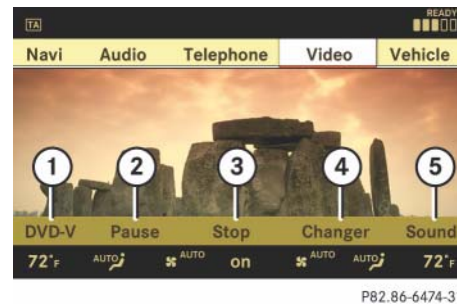 TA READY
Navi Audio Telephone Video Vehicle
1 2 3 4 5
DVD-V Pause Stop Changer Sound
72°F AUTO AUTO on AUTO AUTO 72°F
P82.86-6474-31